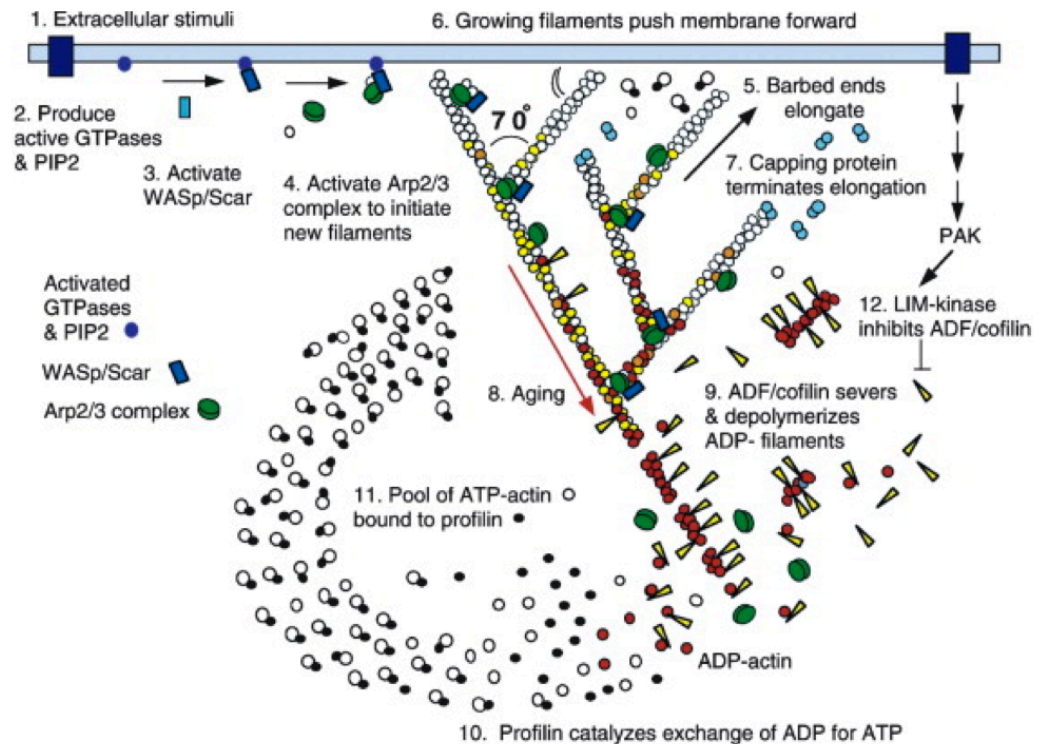 1. Extracellular stimuli
6. Growing filaments push membrane forward
2. Produce
active GTPases
& PIP2
3. Activate
WASp/Scar
4. Activate Arp2/3
complex to initiate
new filaments
70°
5. Barbed ends
elongate
7. Capping protein
terminates elongation
PAK
12. LIM-kinase
inhibits ADF/cofilin
Activated
GTPases
& PIP2
WASp/Scar
Arp2/3 complex
8. Aging
9. ADF/cofilin severs
& depolymerizes
ADP- filaments
11. Pool of ATP-actin
bound to profilin
ADP-actin
10. Profilin catalyzes exchange of ADP for ATP